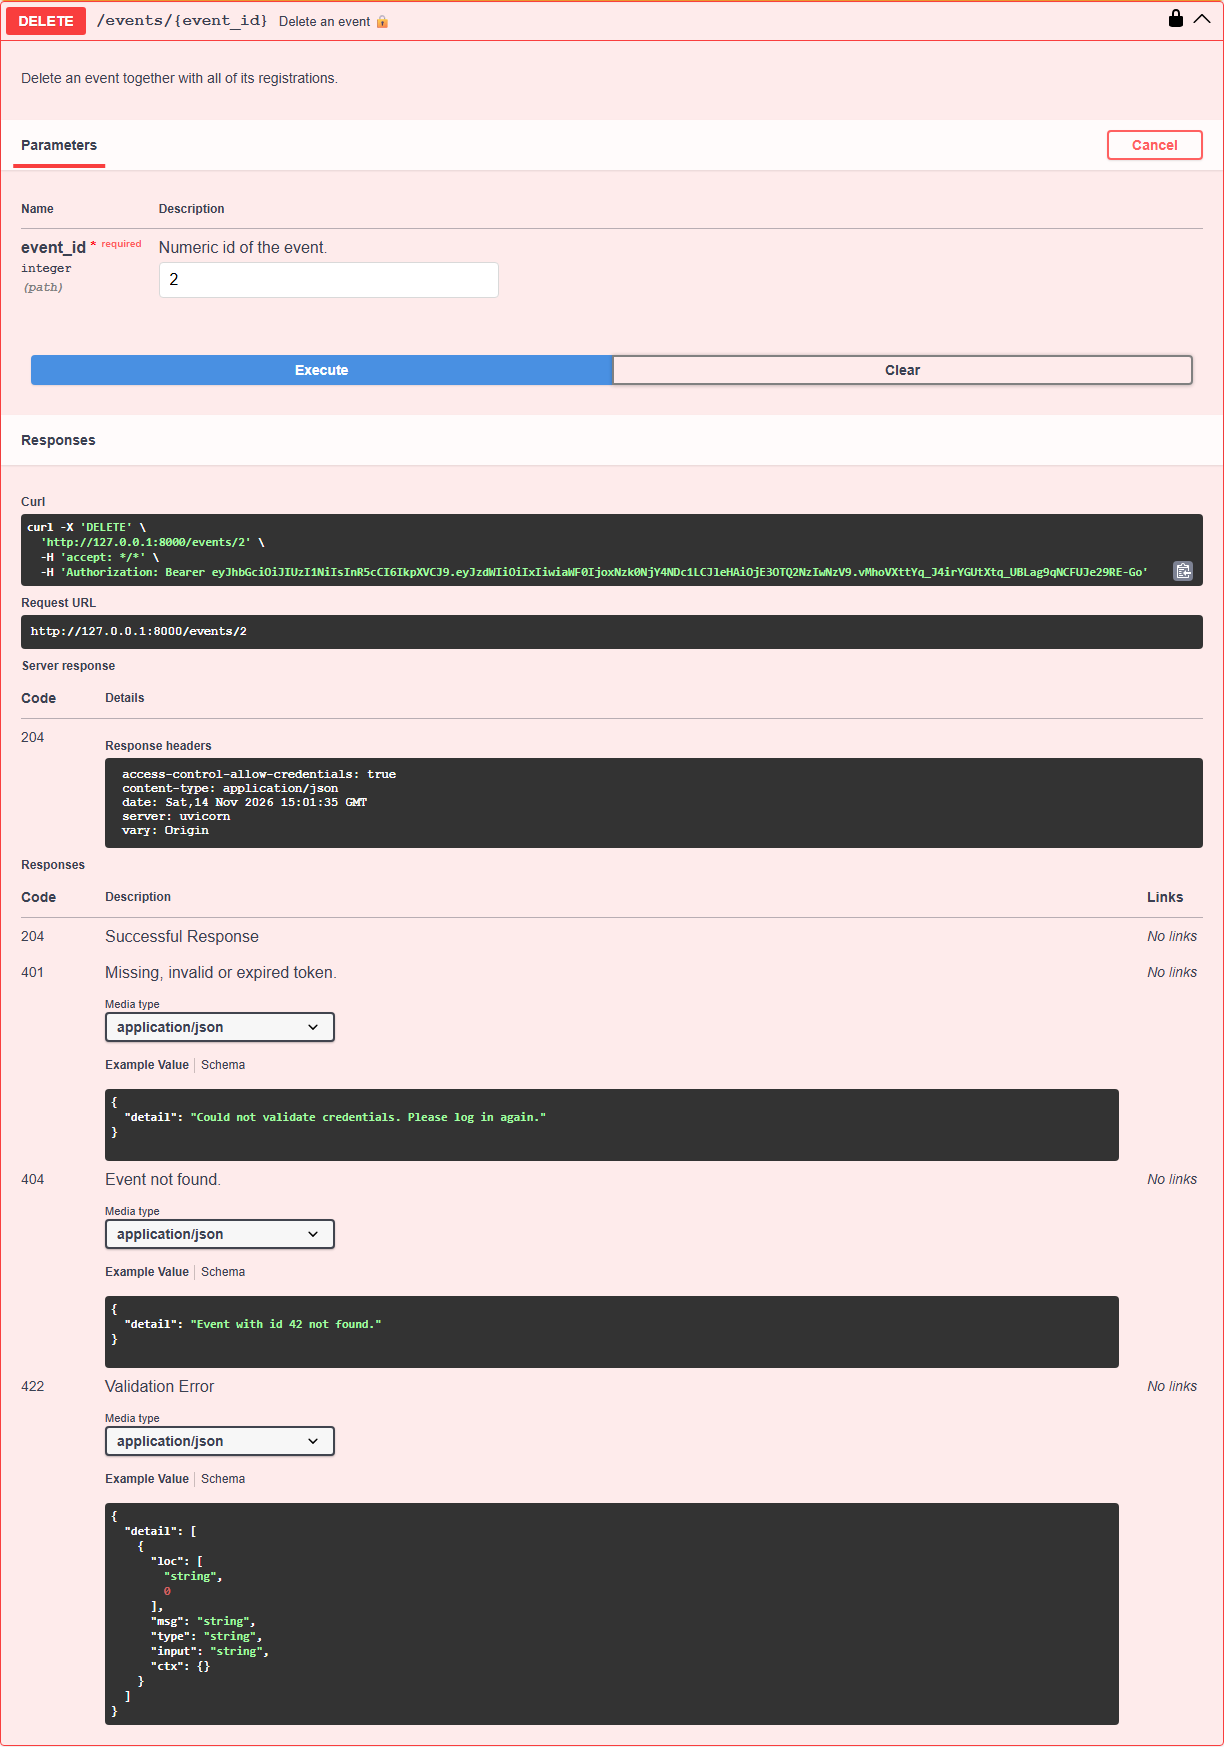 DELETE /events/{event_id} Delete an event
Delete an event together with all of its registrations.
Parameters
Cancel
Name Description
event_id * required Numeric id of the event.
integer
(path)
2
Execute Clear
Responses
Curl
curl -X 'DELETE' \
  'http://127.0.0.1:8000/events/2' \
  -H 'accept: */*' \
  -H 'Authorization: Bearer eyJhbGciOiJIUzI1NiIsInR5cCI6IkpXVCJ9.eyJzdWIiOiIxIiwiaWF0IjoxNzk0NjY4NDc1LCJleHAiOjE3OTQ2NzIwNzV9.vMhoVXttYq_J4irYGUtXtq_UBLag9qNCFUJe29RE-Go'
Request URL
http://127.0.0.1:8000/events/2
Server response
Code Details
204
Response headers
access-control-allow-credentials: true
content-type: application/json
date: Sat,14 Nov 2026 15:01:35 GMT
server: uvicorn
vary: Origin
Responses
Code Description Links
204 Successful Response No links
401 Missing, invalid or expired token. No links
Media type
application/json
Example Value Schema
{
  "detail": "Could not validate credentials. Please log in again."
}
404 Event not found. No links
Media type
application/json
Example Value Schema
{
  "detail": "Event with id 42 not found."
}
422 Validation Error No links
Media type
application/json
Example Value Schema
{
  "detail": [
    {
      "loc": [
        "string",
        0
      ],
      "msg": "string",
      "type": "string",
      "input": "string",
      "ctx": {}
    }
  ]
}